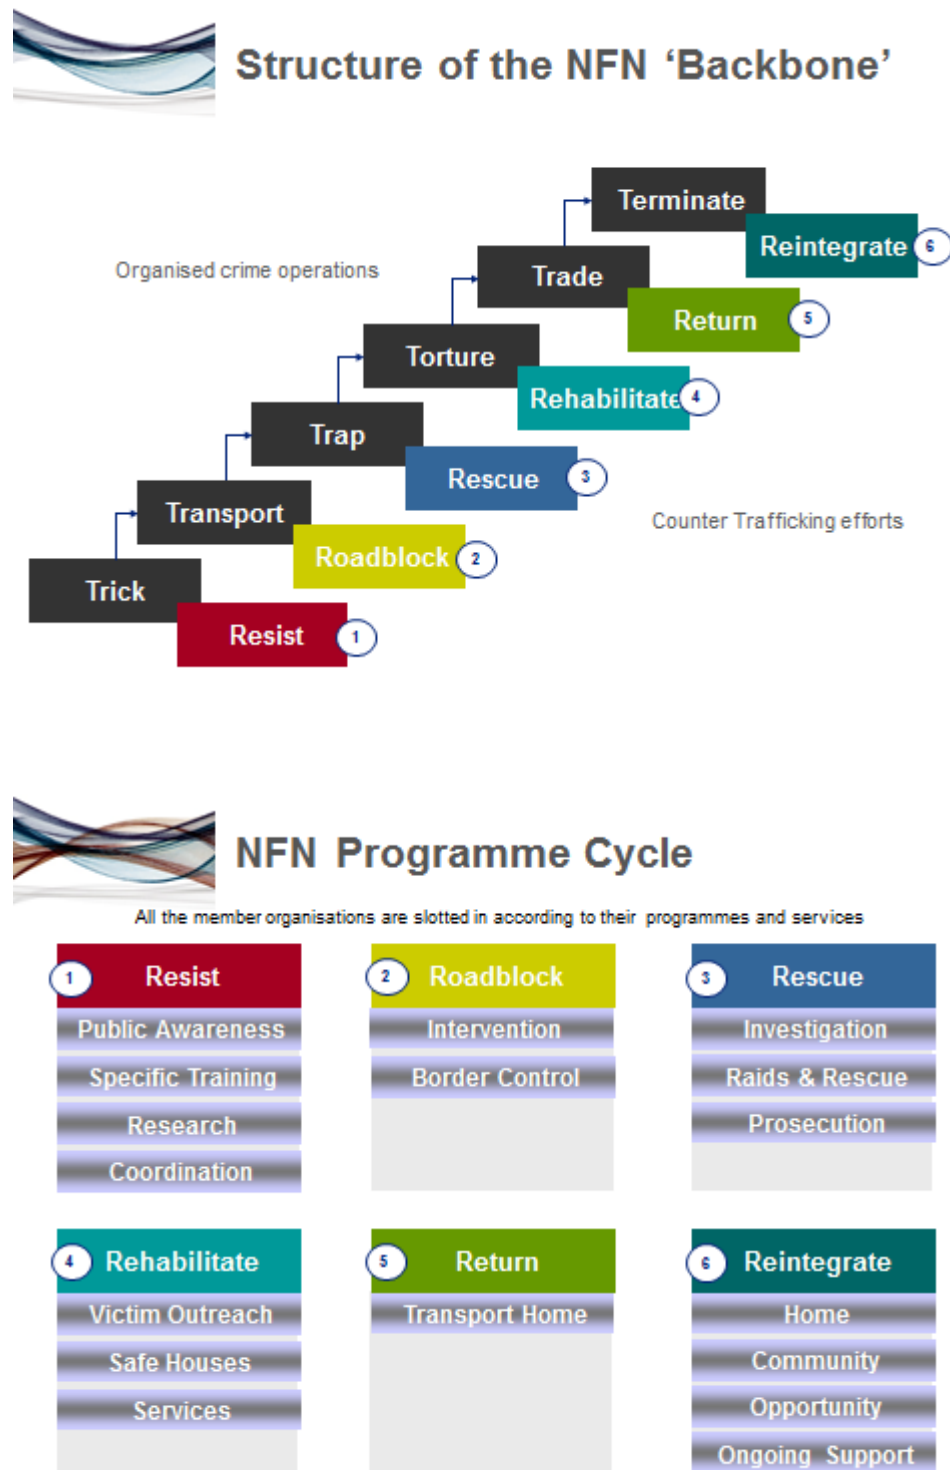 Structure of the NFN ‘Backbone’
Terminate
Reintegrate 6
Organised crime operations
Trade
Return 5
Torture
Rehabilitate 4
Trap
Rescue 3
Transport
Counter Trafficking efforts
Roadblock 2
Trick
Resist 1
NFN Programme Cycle
All the member organisations are slotted in according to their programmes and services
1 Resist
Public Awareness
Specific Training
Research
Coordination
2 Roadblock
Intervention
Border Control
3 Rescue
Investigation
Raids & Rescue
Prosecution
4 Rehabilitate
Victim Outreach
Safe Houses
Services
5 Return
Transport Home
6 Reintegrate
Home
Community
Opportunity
Ongoing Support